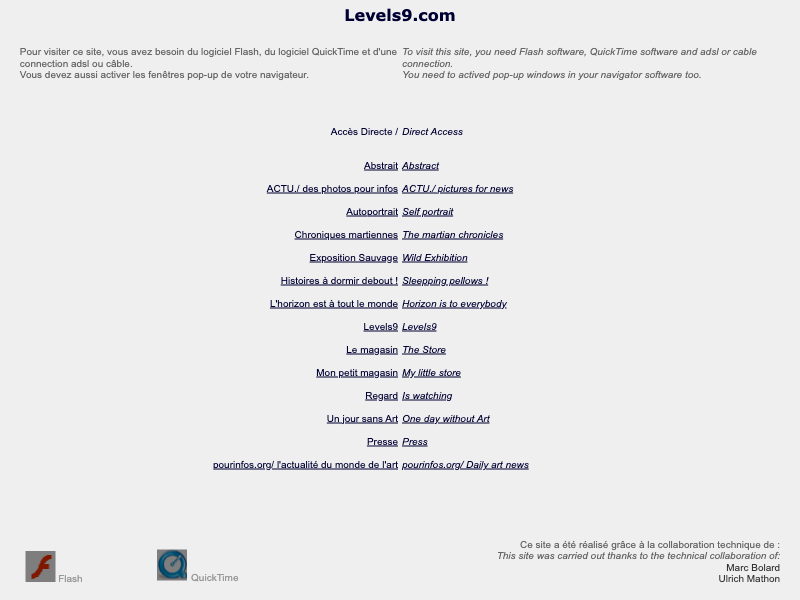 Levels9.com
Pour visiter ce site, vous avez besoin du logiciel Flash, du logiciel QuickTime et d'une
connection adsl ou câble.
Vous devez aussi activer les fenêtres pop-up de votre navigateur.
To visit this site, you need Flash software, QuickTime software and adsl or cable
connection.
You need to actived pop-up windows in your navigator software too.
Accès Directe / Direct Access
Abstrait Abstract
ACTU./ des photos pour infos ACTU./ pictures for news
Autoportrait Self portrait
Chroniques martiennes The martian chronicles
Exposition Sauvage Wild Exhibition
Histoires à dormir debout ! Sleepping pellows !
L'horizon est à tout le monde Horizon is to everybody
Levels9 Levels9
Le magasin The Store
Mon petit magasin My little store
Regard Is watching
Un jour sans Art One day without Art
Presse Press
pourinfos.org/ l'actualité du monde de l'art pourinfos.org/ Daily art news
Flash
QuickTime
Ce site a été réalisé grâce à la collaboration technique de :
This site was carried out thanks to the technical collaboration of:
Marc Bolard
Ulrich Mathon